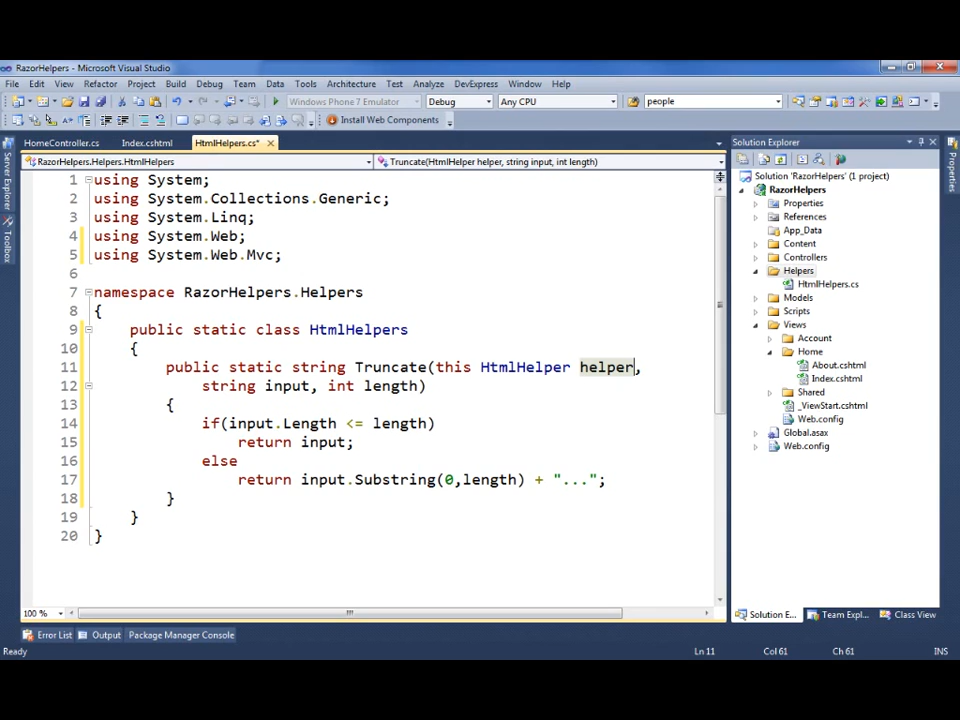 RazorHelpers - Microsoft Visual Studio
File Edit View Refactor Project Build Debug Team Data Tools Architecture Test Analyze DevExpress Window Help
Windows Phone 7 Emulator Debug Any CPU people
Install Web Components
HomeController.cs Index.cshtml HtmlHelpers.cs*
RazorHelpers.Helpers.HtmlHelpers Truncate(HtmlHelper helper, string input, int length)
1 using System;
2 using System.Collections.Generic;
3 using System.Linq;
4 using System.Web;
5 using System.Web.Mvc;
6
7 namespace RazorHelpers.Helpers
8 {
9 public static class HtmlHelpers
10 {
11 public static string Truncate(this HtmlHelper helper,
12 string input, int length)
13 {
14 if(input.Length <= length)
15 return input;
16 else
17 return input.Substring(0,length) + "...";
18 }
19 }
20 }
100 %
Server Explorer
Toolbox
Solution Explorer
Solution 'RazorHelpers' (1 project)
RazorHelpers
Properties
References
App_Data
Content
Controllers
Helpers
HtmlHelpers.cs
Models
Scripts
Views
Account
Home
About.cshtml
Index.cshtml
Shared
_ViewStart.cshtml
Web.config
Global.asax
Web.config
Properties
Solution E... Team Expl... Class View
Error List Output Package Manager Console
Ready Ln 11 Col 61 Ch 61 INS